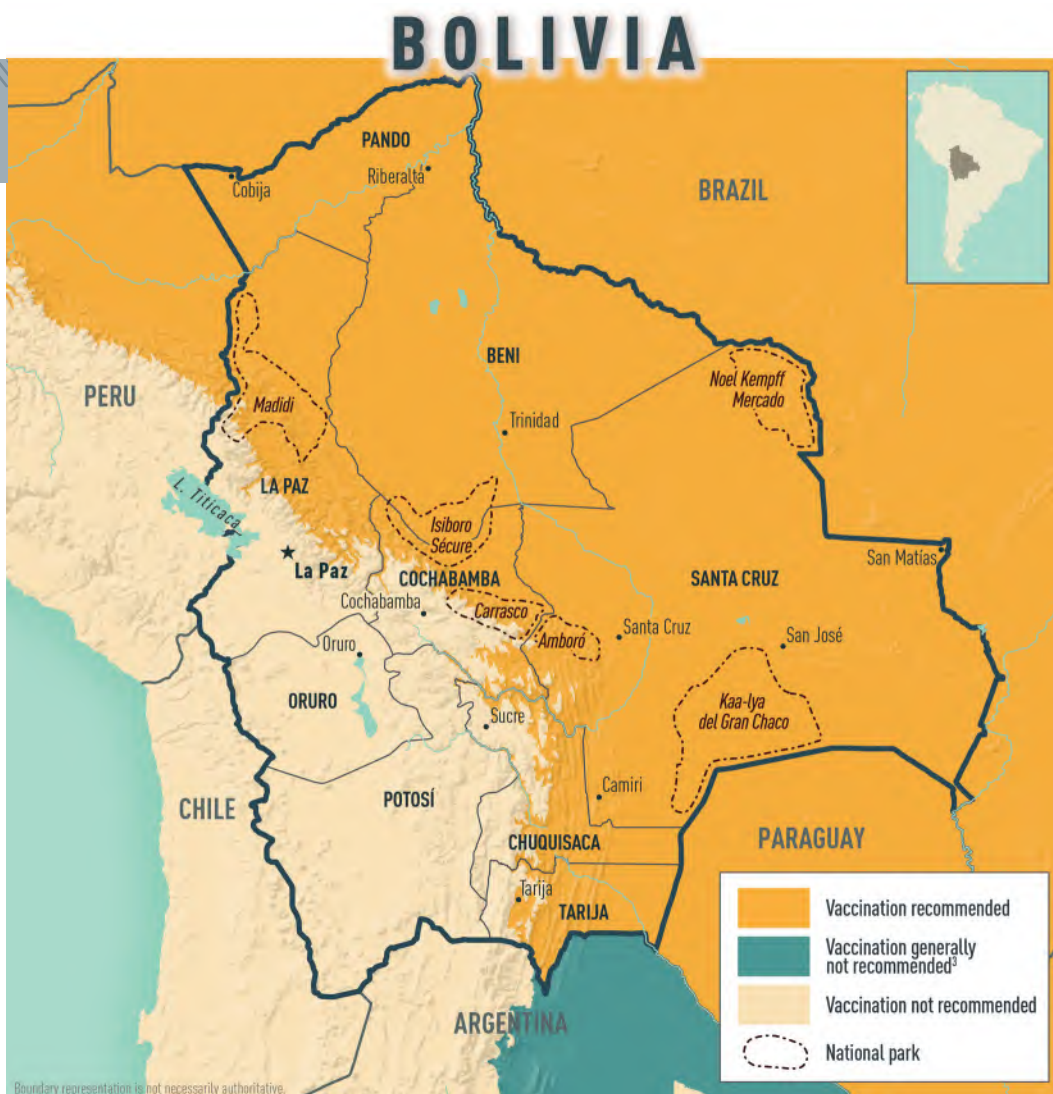 BOLIVIA
PANDO
Cobija
Riberaltá
BRAZIL
PERU
Madidi
BENI
Noel Kempff
Mercado
Trinidad
LA PAZ
L. Titicaca
Isiboro
Sécure
La Paz
COCHABAMBA
SANTA CRUZ
San Matías
Cochabamba
Carrasco
Amboró
Santa Cruz
San José
Oruro
ORURO
Sucre
Kaa-Iya
del Gran Chaco
CHILE
POTOSÍ
Camiri
CHUQUISACA
PARAGUAY
Tarija
TARIJA
ARGENTINA
Vaccination recommended
Vaccination generally
not recommended³
Vaccination not recommended
National park
Boundary representation is not necessarily authoritative.